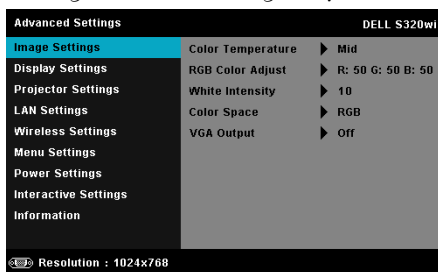 Advanced Settings DELL S320wi
Image Settings Color Temperature Mid
Display Settings RGB Color Adjust R: 50 G: 50 B: 50
Projector Settings White Intensity 10
LAN Settings Color Space RGB
Wireless Settings VGA Output Off
Menu Settings
Power Settings
Interactive Settings
Information
Resolution : 1024x768